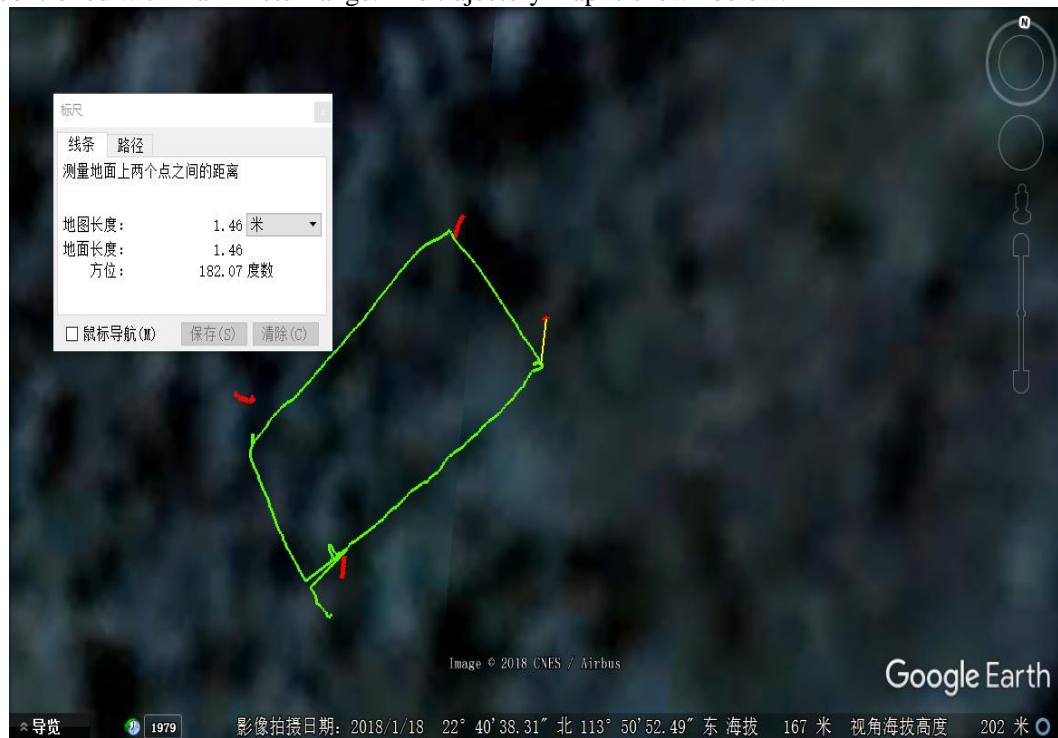 标尺
线条 路径
测量地面上两个点之间的距离
地图长度: 1.46 米
地面长度: 1.46
方位: 182.07 度数
鼠标导航(M) 保存(S) 清除(C)
N
Image © 2018 CNES / Airbus
Google Earth
导览 1979 影像拍摄日期: 2018/1/18 22° 40'38.31″ 北 113° 50'52.49″ 东 海拔 167 米 视角海拔高度 202 米